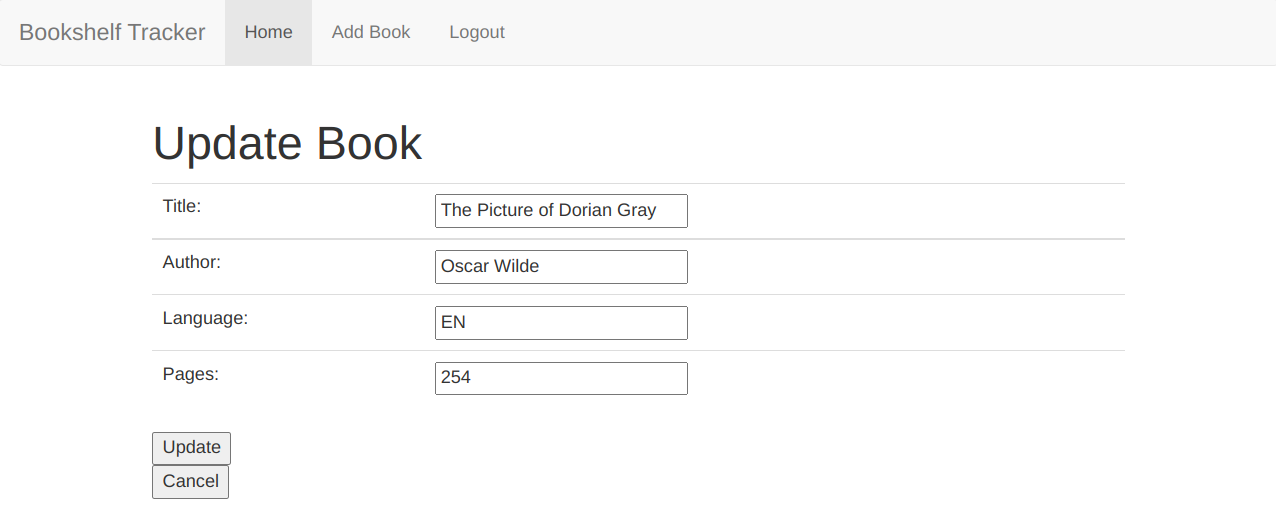 Bookshelf Tracker Home Add Book Logout
Update Book
Title: The Picture of Dorian Gray
Author: Oscar Wilde
Language: EN
Pages: 254
Update
Cancel